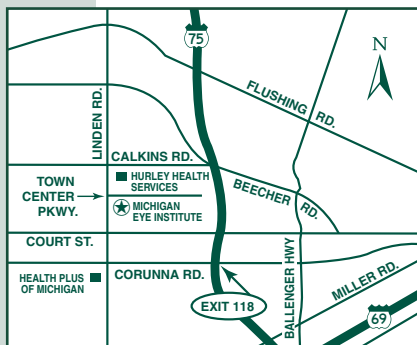 75
N
FLUSHING RD.
LINDEN RD.
CALKINS RD.
HURLEY HEALTH
SERVICES
BEECHER RD.
TOWN
CENTER
PKWY.
MICHIGAN
EYE INSTITUTE
COURT ST.
BALLENGER HWY
HEALTH PLUS
OF MICHIGAN
CORUNNA RD.
MILLER RD.
EXIT 118
69